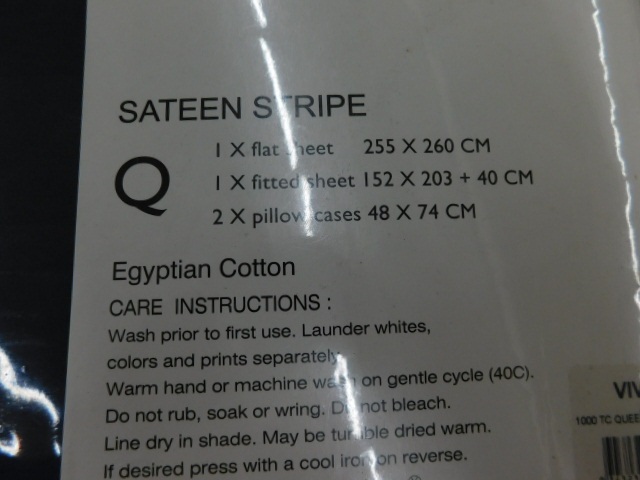 SATEEN STRIPE
Q
1 X flat sheet 255 X 260 CM
1 X fitted sheet 152 X 203 + 40 CM
2 X pillow cases 48 X 74 CM
Egyptian Cotton
CARE INSTRUCTIONS :
Wash prior to first use. Launder whites,
colors and prints separately.
Warm hand or machine wash on gentle cycle (40C).
Do not rub, soak or wring. Do not bleach.
Line dry in shade. May be tumble dried warm.
If desired press with a cool iron on reverse.
VIV
1000 TC QUEE